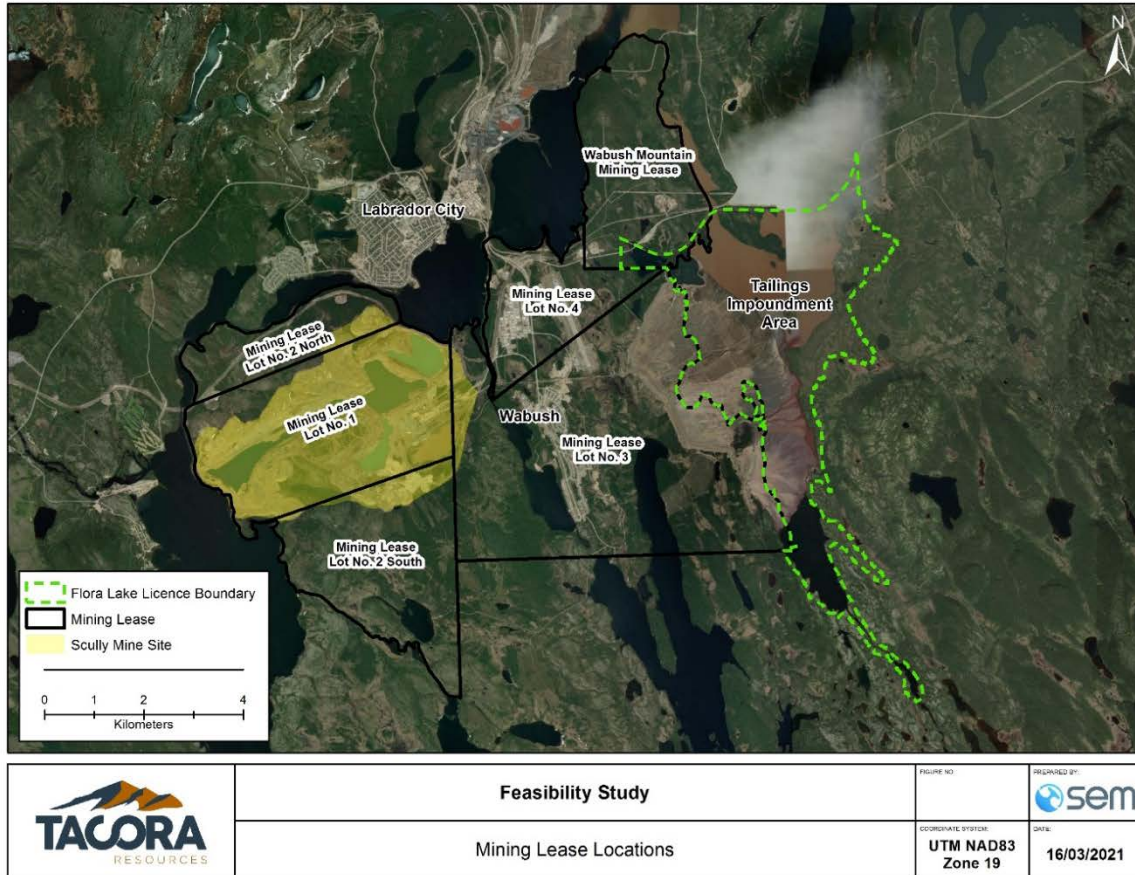 N
Wabush Mountain
Mining Lease
Labrador City
Tailings
Impoundment
Area
Mining Lease
Lot No. 4
Mining Lease
Lot No. 2 North
Mining Lease
Lot No. 1
Wabush
Mining Lease
Lot No. 3
Mining Lease
Lot No. 2 South
Flora Lake Licence Boundary
Mining Lease
Scully Mine Site
0 1 2 4
Kilometers
TACORA
RESOURCES
Feasibility Study
Mining Lease Locations
FIGURE NO
PREPARED BY:
sem
COORDINATE SYSTEM:
UTM NAD83
Zone 19
DATE:
16/03/2021